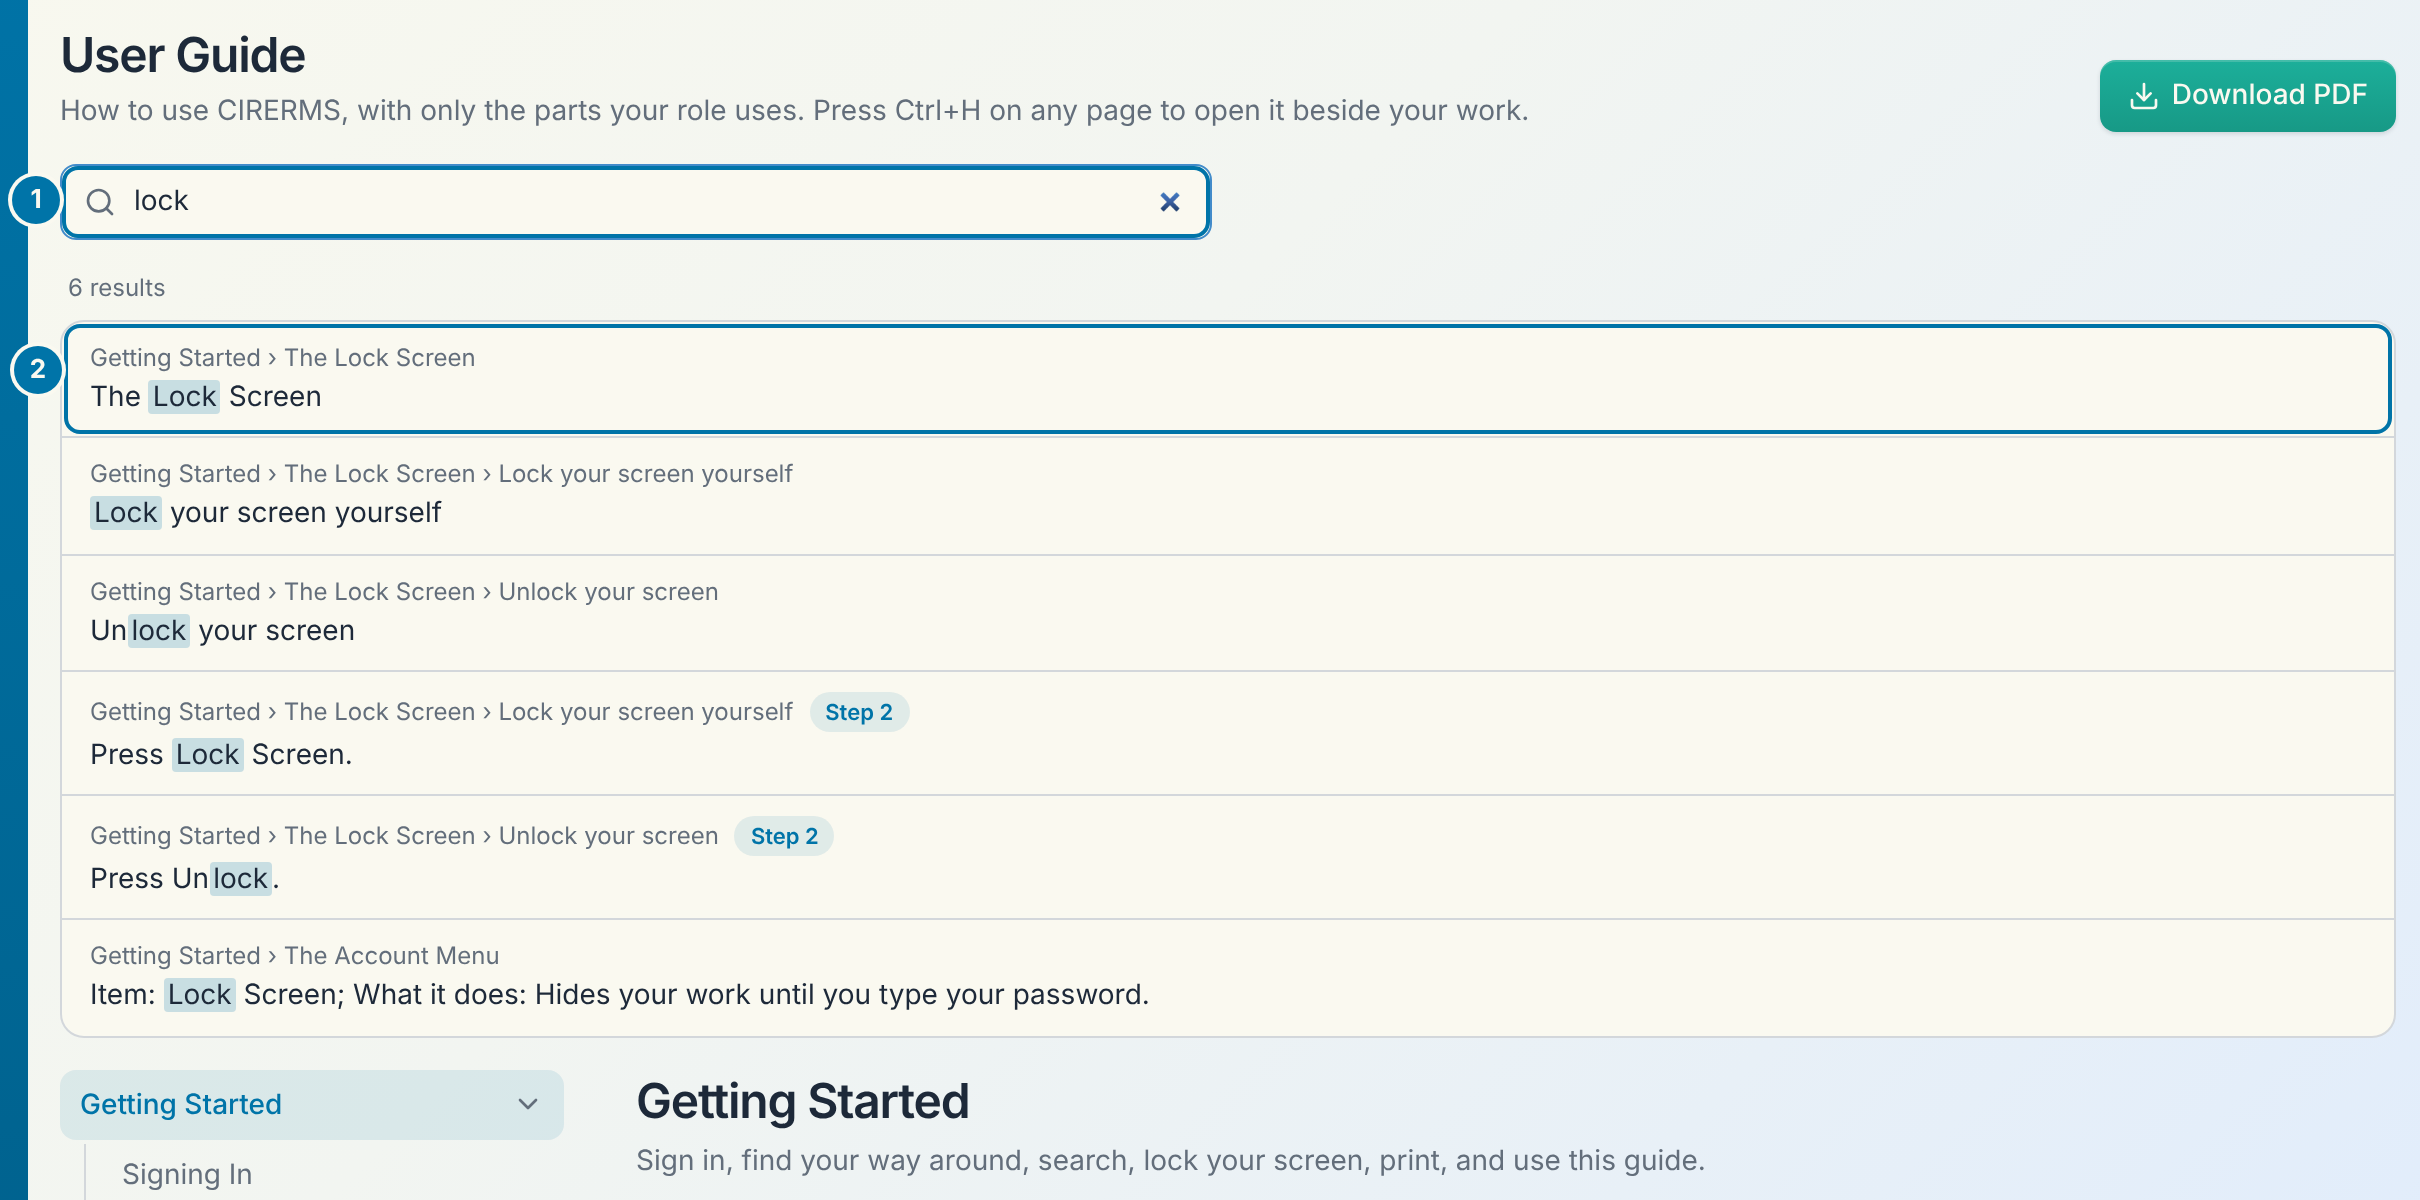 User Guide
How to use CIRERMS, with only the parts your role uses. Press Ctrl+H on any page to open it beside your work.
Download PDF
1
lock
6 results
2
Getting Started › The Lock Screen
The Lock Screen
Getting Started › The Lock Screen › Lock your screen yourself
Lock your screen yourself
Getting Started › The Lock Screen › Unlock your screen
Unlock your screen
Getting Started › The Lock Screen › Lock your screen yourself Step 2
Press Lock Screen.
Getting Started › The Lock Screen › Unlock your screen Step 2
Press Unlock.
Getting Started › The Account Menu
Item: Lock Screen; What it does: Hides your work until you type your password.
Getting Started
Signing In
Getting Started
Sign in, find your way around, search, lock your screen, print, and use this guide.